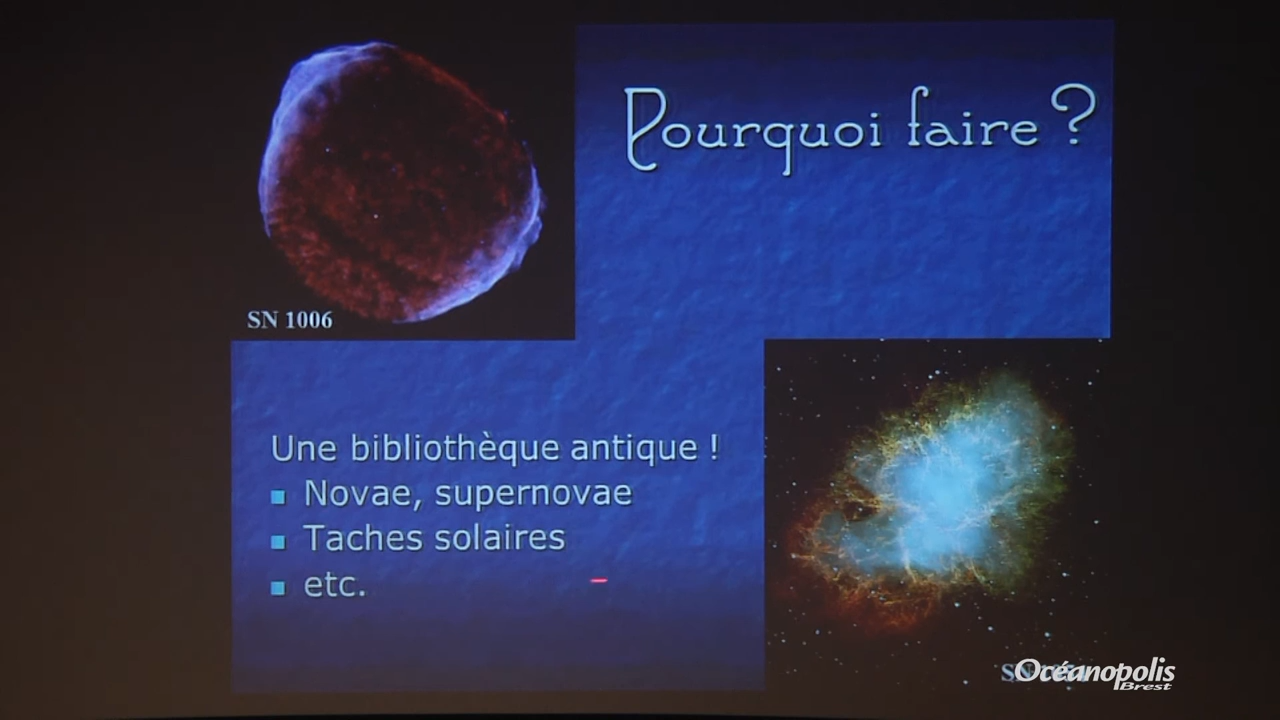 Pourquoi faire ?
SN 1006
Une bibliothèque antique !
Novae, supernovae
Taches solaires
etc.
Océanopolis
Brest